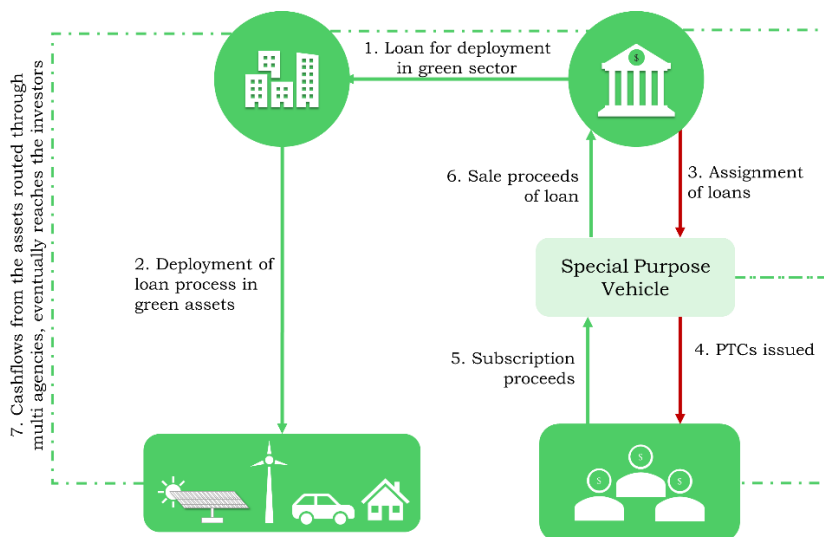 1. Loan for deployment
in green sector
$
6. Sale proceeds
of loan
3. Assignment
of loans
Special Purpose
Vehicle
2. Deployment of
loan process in
green assets
5. Subscription
proceeds
4. PTCs issued
7. Cashflows from the assets routed through
multi agencies, eventually reaches the investors
$
$
$